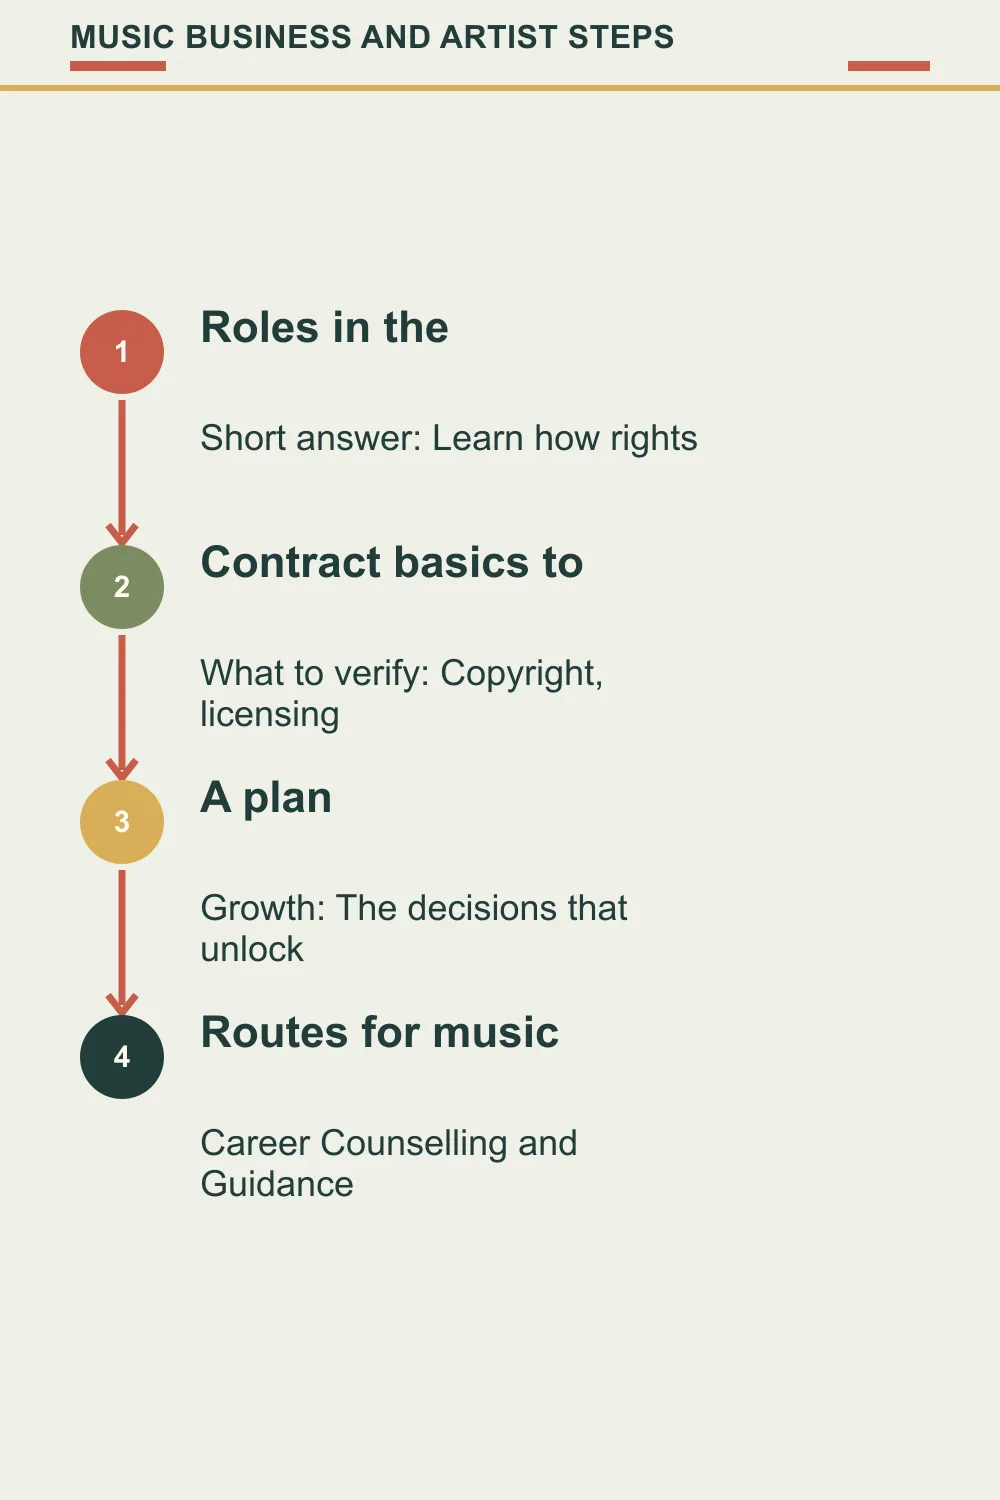 MUSIC BUSINESS AND ARTIST STEPS
1
Roles in the
Short answer: Learn how rights
2
Contract basics to
What to verify: Copyright,
licensing
3
A plan
Growth: The decisions that
unlock
4
Routes for music
Career Counselling and
Guidance